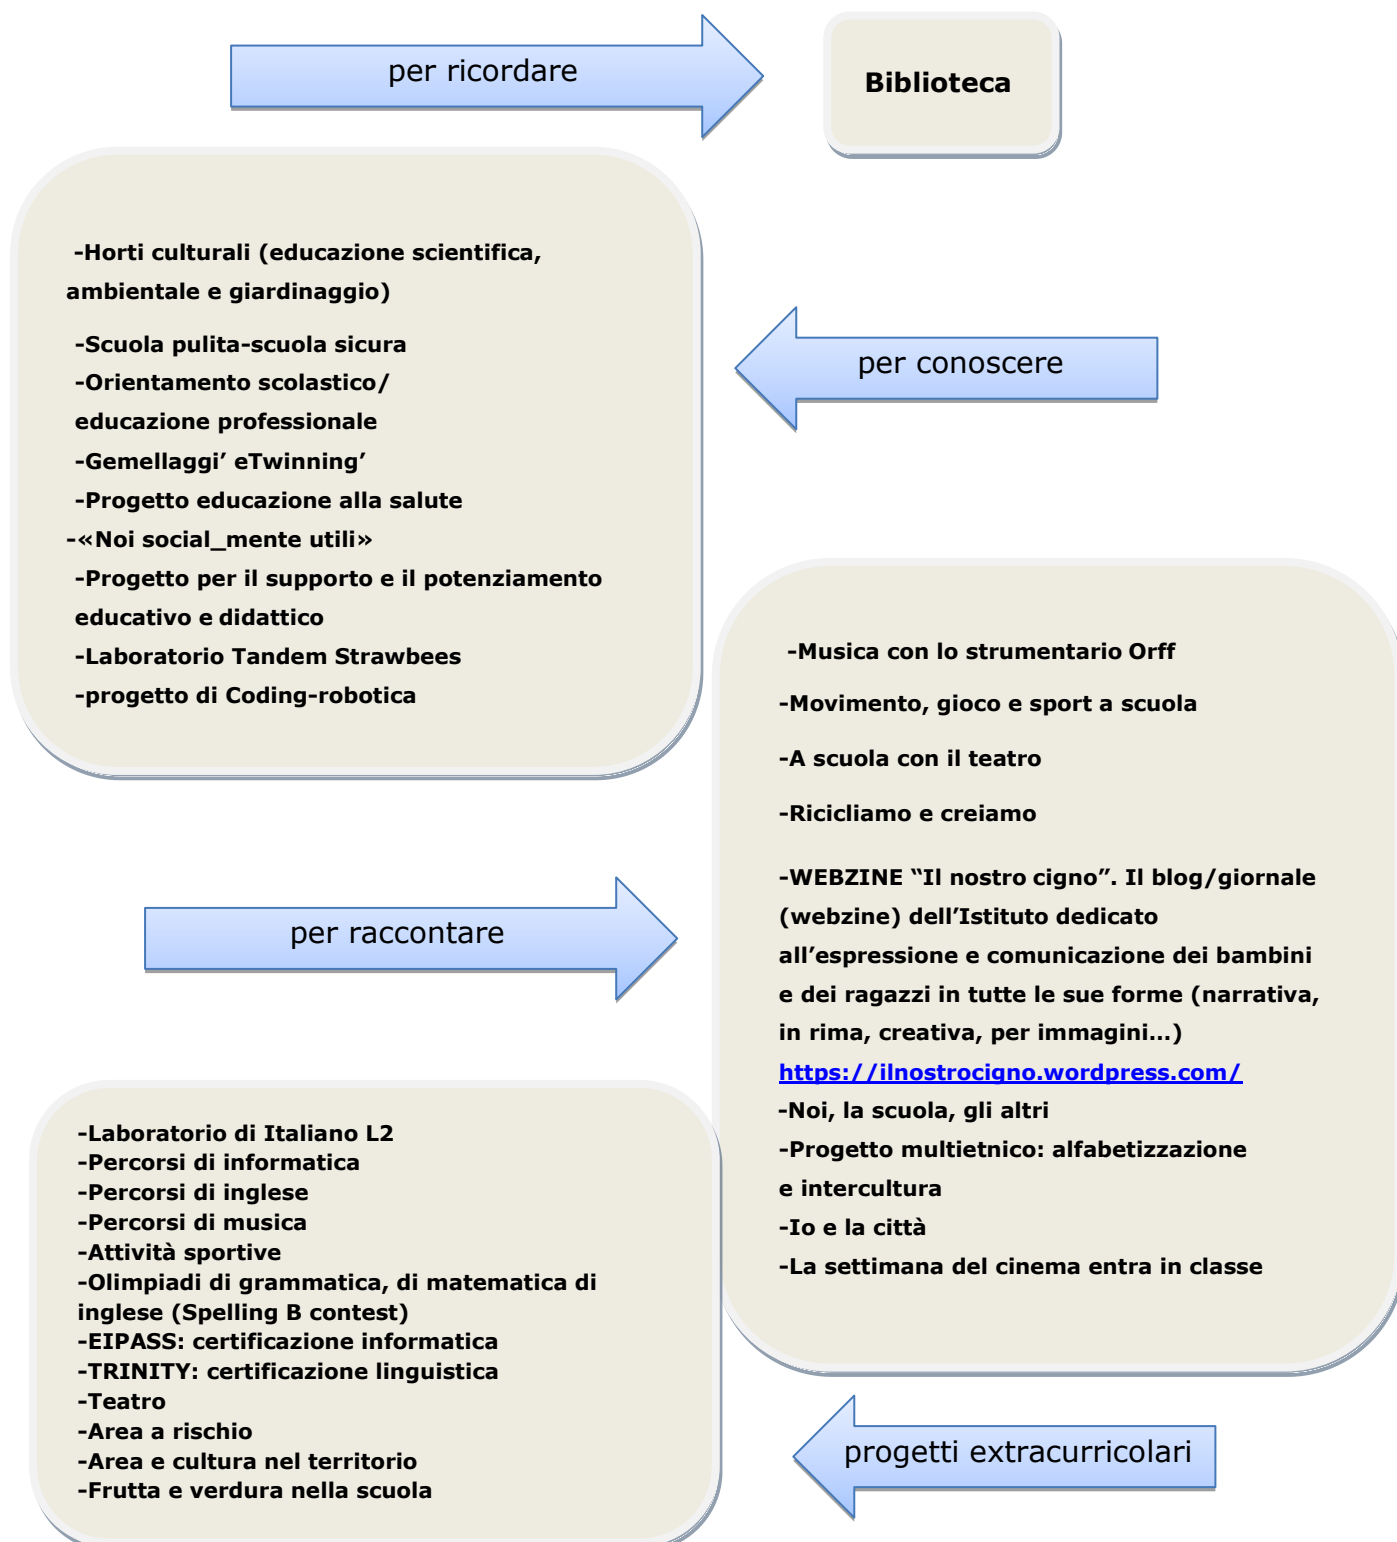 per ricordare
Biblioteca
-Horti culturali (educazione scientifica,
ambientale e giardinaggio)
-Scuola pulita-scuola sicura
-Orientamento scolastico/
educazione professionale
-Gemellaggi’ eTwinning’
-Progetto educazione alla salute
-«Noi social_mente utili»
-Progetto per il supporto e il potenziamento
educativo e didattico
-Laboratorio Tandem Strawbees
-progetto di Coding-robotica
per conoscere
per raccontare
-Musica con lo strumentario Orff
-Movimento, gioco e sport a scuola
-A scuola con il teatro
-Ricicliamo e creiamo
-WEBZINE “Il nostro cigno”. Il blog/giornale
(webzine) dell’Istituto dedicato
all’espressione e comunicazione dei bambini
e dei ragazzi in tutte le sue forme (narrativa,
in rima, creativa, per immagini…)
https://ilnostrocigno.wordpress.com/
-Noi, la scuola, gli altri
-Progetto multietnico: alfabetizzazione
e intercultura
-Io e la città
-La settimana del cinema entra in classe
-Laboratorio di Italiano L2
-Percorsi di informatica
-Percorsi di inglese
-Percorsi di musica
-Attività sportive
-Olimpiadi di grammatica, di matematica di
inglese (Spelling B contest)
-EIPASS: certificazione informatica
-TRINITY: certificazione linguistica
-Teatro
-Area a rischio
-Area e cultura nel territorio
-Frutta e verdura nella scuola
progetti extracurricolari